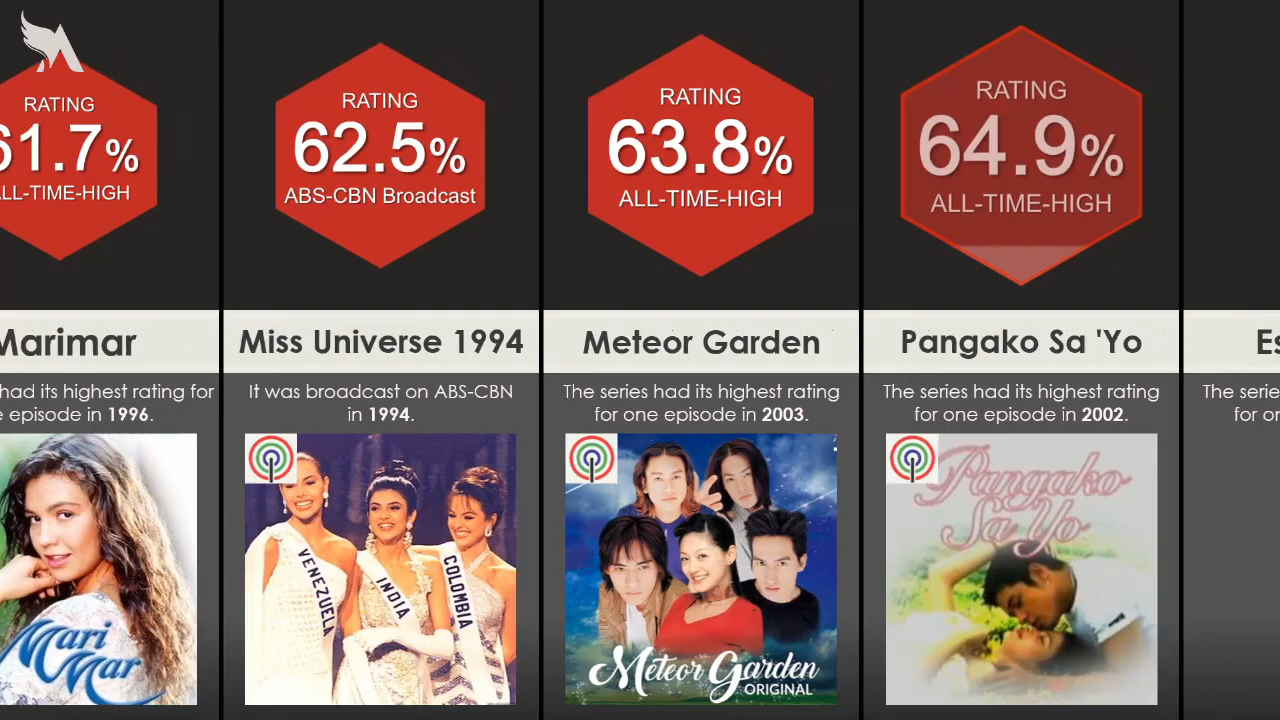 RATING
61.7%
ALL-TIME-HIGH
Marimar
had its highest rating for
episode in 1996.
Mari
Mar
RATING
62.5%
ABS-CBN Broadcast
Miss Universe 1994
It was broadcast on ABS-CBN
in 1994.
VENEZUELA
INDIA
COLOMBIA
RATING
63.8%
ALL-TIME-HIGH
Meteor Garden
The series had its highest rating
for one episode in 2003.
Meteor Garden
ORIGINAL
RATING
64.9%
ALL-TIME-HIGH
Pangako Sa 'Yo
The series had its highest rating
for one episode in 2002.
Pangako
Sa Yo
Es
The series
for